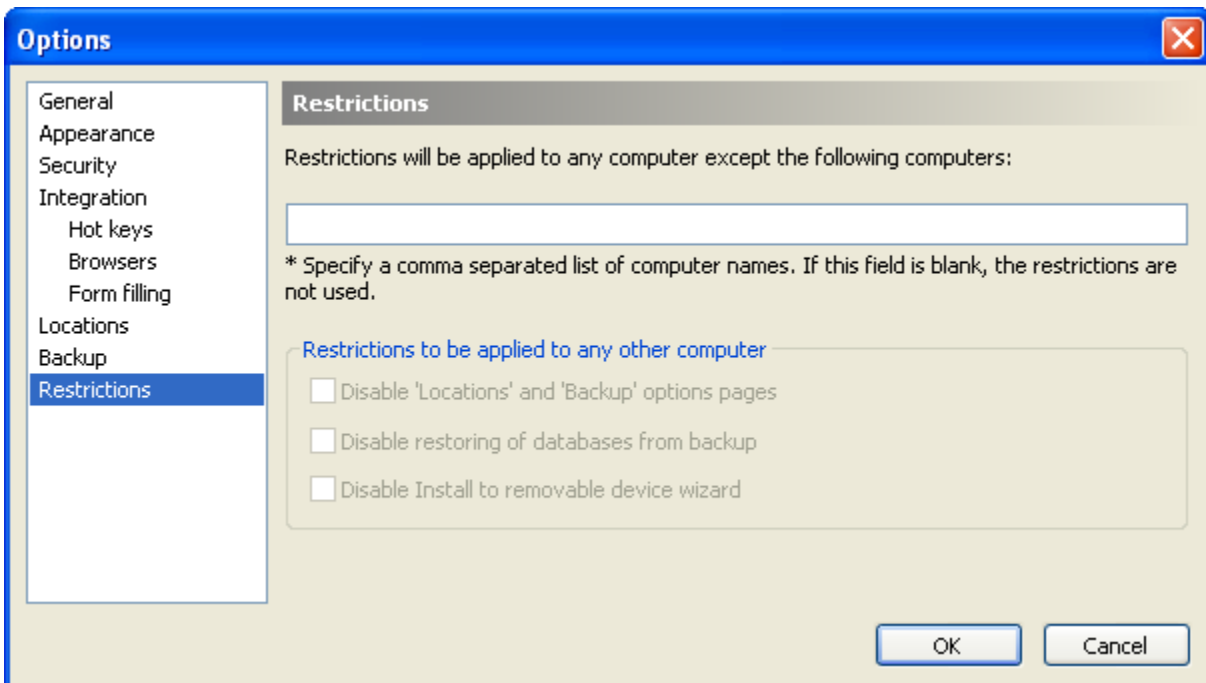 Options
General
Appearance
Security
Integration
Hot keys
Browsers
Form filling
Locations
Backup
Restrictions
Restrictions
Restrictions will be applied to any computer except the following computers:
* Specify a comma separated list of computer names. If this field is blank, the restrictions are
not used.
Restrictions to be applied to any other computer
Disable 'Locations' and 'Backup' options pages
Disable restoring of databases from backup
Disable Install to removable device wizard
OK
Cancel